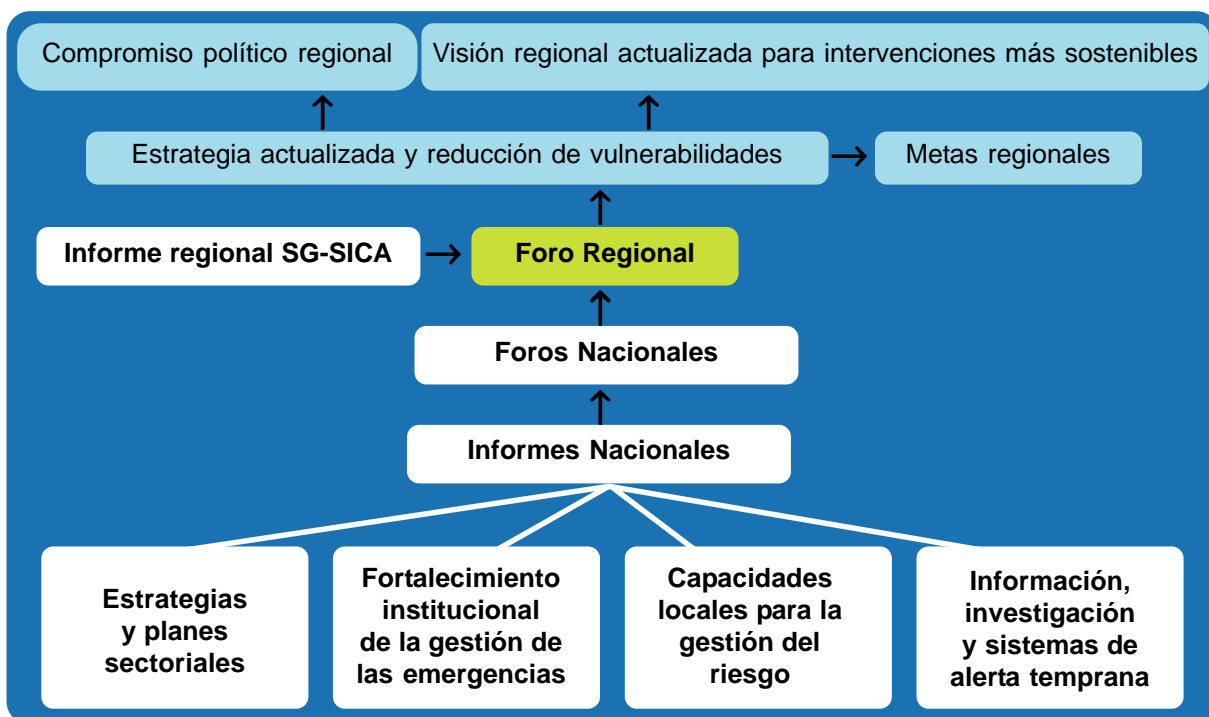 Compromiso político regional
Visión regional actualizada para intervenciones más sostenibles
Estrategia actualizada y reducción de vulnerabilidades
Metas regionales
Informe regional SG-SICA
Foro Regional
Foros Nacionales
Informes Nacionales
Estrategias
y planes
sectoriales
Fortalecimiento
institucional
de la gestión de
las emergencias
Capacidades
locales para la
gestión del
riesgo
Información,
investigación
y sistemas de
alerta temprana